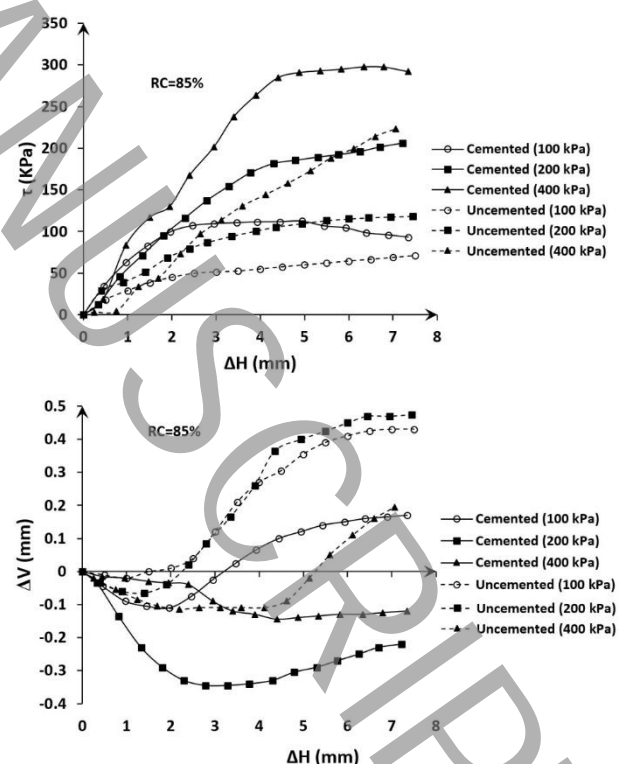 350
300
250
200
150
100
50
0
τ (KPa)
RC=85%
0 1 2 3 4 5 6 7 8
ΔH (mm)
Cemented (100 kPa)
Cemented (200 kPa)
Cemented (400 kPa)
Uncemented (100 kPa)
Uncemented (200 kPa)
Uncemented (400 kPa)
0.5
0.4
0.3
0.2
0.1
0
-0.1
-0.2
-0.3
-0.4
ΔV (mm)
RC=85%
0 1 2 3 4 5 6 7 8
ΔH (mm)
Cemented (100 kPa)
Cemented (200 kPa)
Cemented (400 kPa)
Uncemented (100 kPa)
Uncemented (200 kPa)
Uncemented (400 kPa)
ANUSCRIP